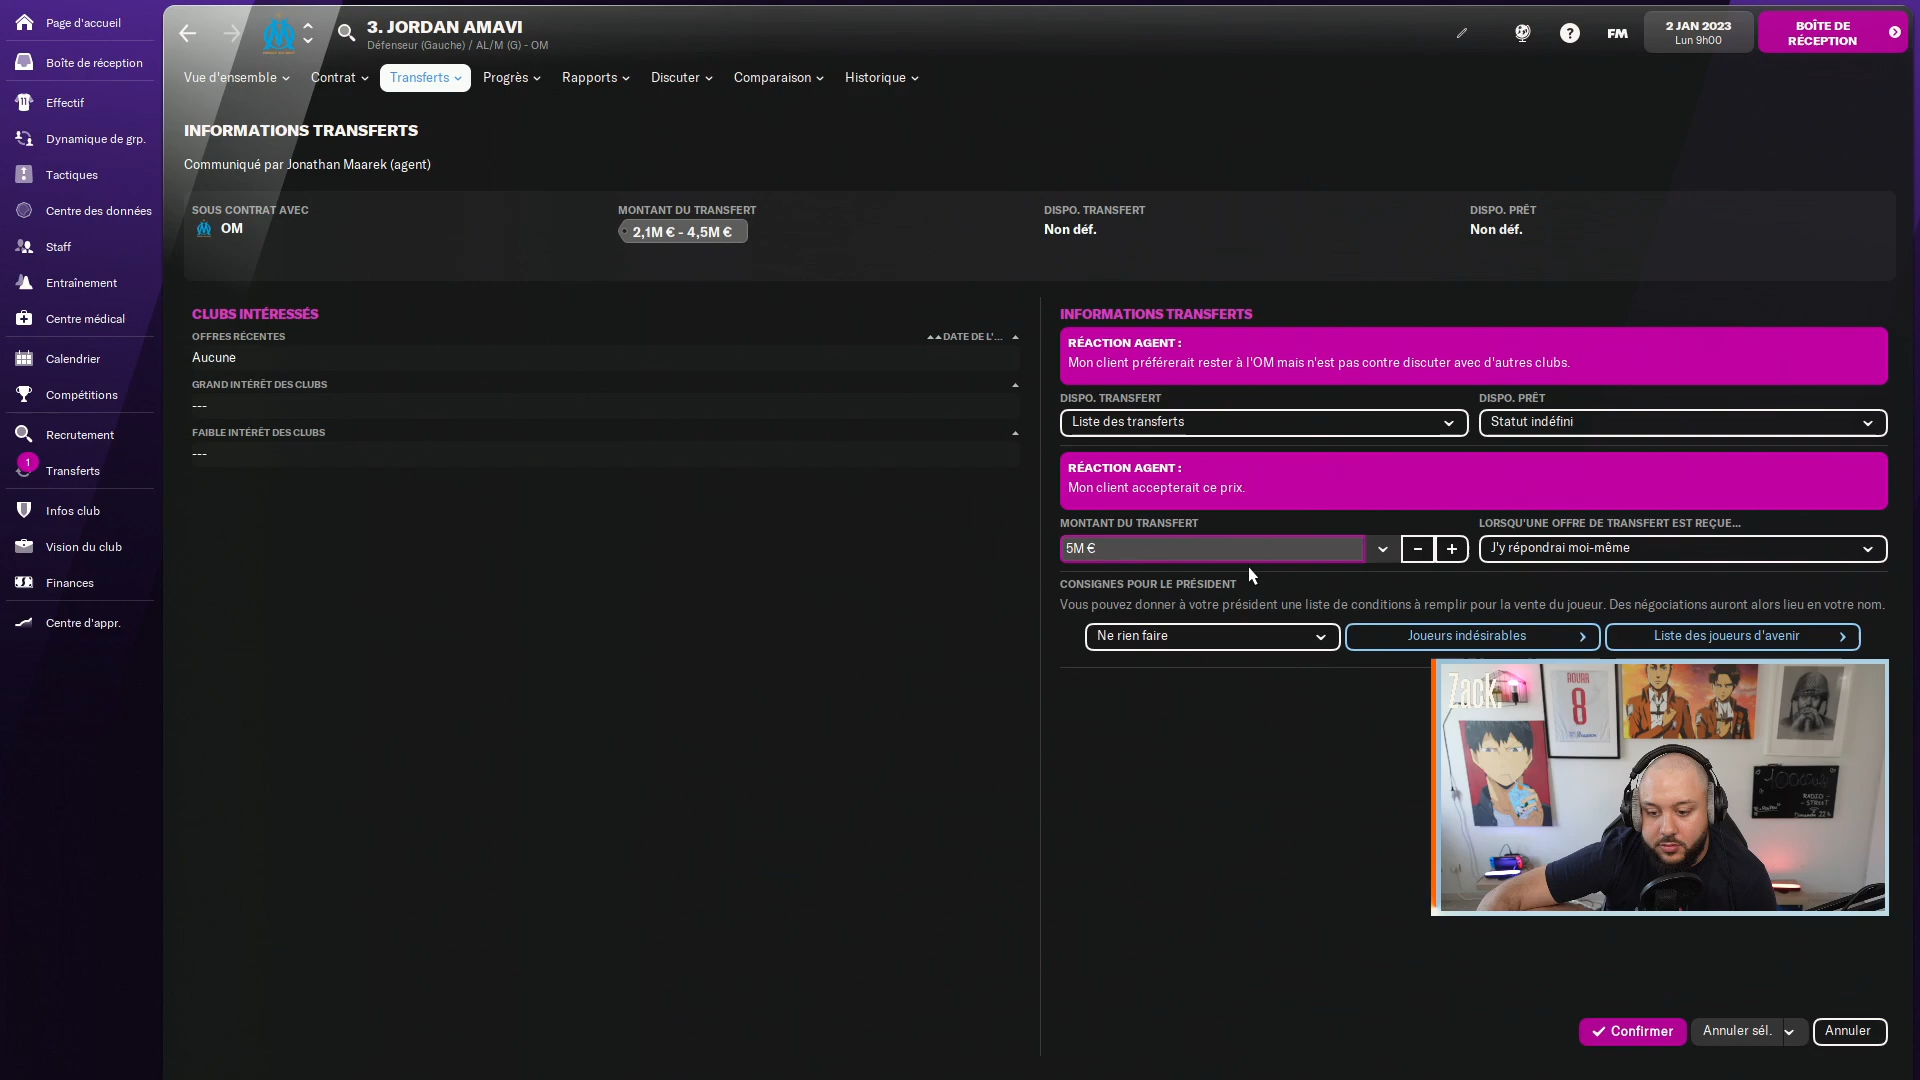 Page d'accueil
Boîte de réception
Effectif
Dynamique de grp.
Tactiques
Centre des données
Staff
Entraînement
Centre médical
Calendrier
Compétitions
Recrutement
1
Transferts
Infos club
Vision du club
Finances
Centre d'appr.
3. JORDAN AMAVI
Défenseur (Gauche) / AL/M (G) - OM
?
FM
2 JAN 2023
Lun 9h00
BOÎTE DE
RÉCEPTION
Vue d'ensemble
Contrat
Transferts
Progrès
Rapports
Discuter
Comparaison
Historique
INFORMATIONS TRANSFERTS
Communiqué par Jonathan Maarek (agent)
SOUS CONTRAT AVEC
OM
MONTANT DU TRANSFERT
2,1M € - 4,5M €
DISPO. TRANSFERT
Non déf.
DISPO. PRÊT
Non déf.
CLUBS INTÉRESSÉS
OFFRES RÉCENTES
DATE DE L'...
Aucune
GRAND INTÉRÊT DES CLUBS
---
FAIBLE INTÉRÊT DES CLUBS
---
INFORMATIONS TRANSFERTS
RÉACTION AGENT :
Mon client préférerait rester à l'OM mais n'est pas contre discuter avec d'autres clubs.
DISPO. TRANSFERT
Liste des transferts
DISPO. PRÊT
Statut indéfini
RÉACTION AGENT :
Mon client accepterait ce prix.
MONTANT DU TRANSFERT
5M €
LORSQU'UNE OFFRE DE TRANSFERT EST REÇUE...
J'y répondrai moi-même
CONSIGNES POUR LE PRÉSIDENT
Vous pouvez donner à votre président une liste de conditions à remplir pour la vente du joueur. Des négociations auront alors lieu en votre nom.
Ne rien faire
Joueurs indésirables
Liste des joueurs d'avenir
Zack.
8
RADIO -
- STREET
Confirmer
Annuler sél.
Annuler